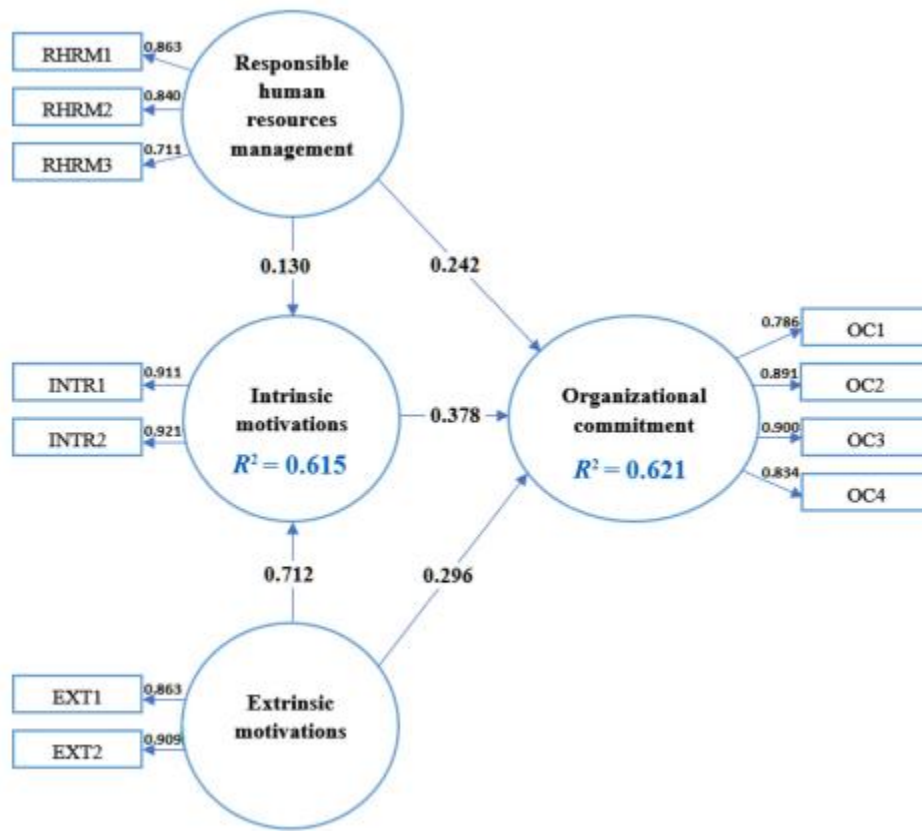 RHRM1
0.863
RHRM2
0.840
RHRM3
0.711
Responsible
human
resources
management
0.130
0.242
INTR1
0.911
INTR2
0.921
Intrinsic
motivations
R² = 0.615
0.378
Organizational
commitment
R² = 0.621
0.786
OC1
0.891
OC2
0.900
OC3
0.834
OC4
0.712
0.296
EXT1
0.863
EXT2
0.909
Extrinsic
motivations